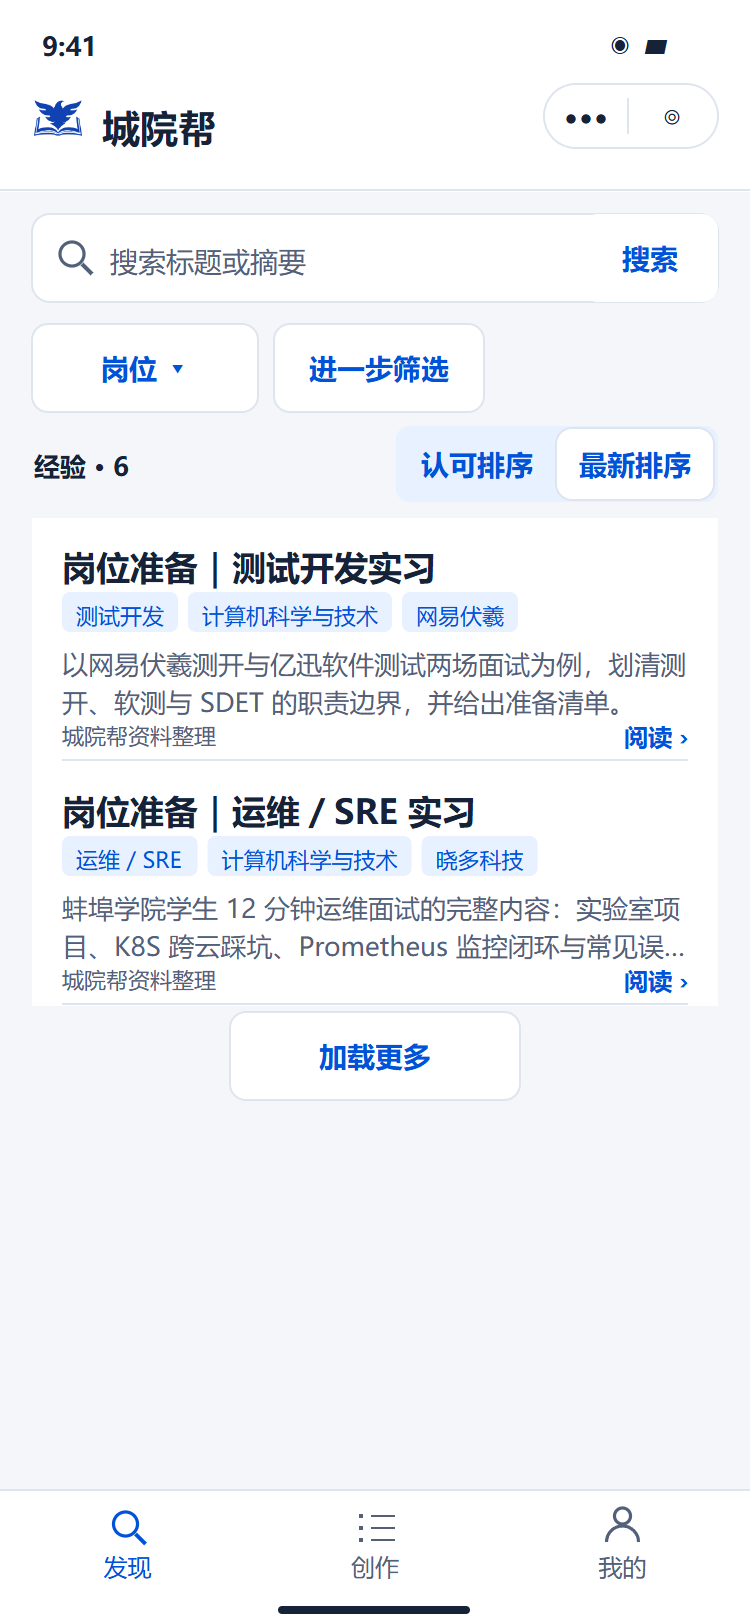 9:41
城院帮
搜索标题或摘要
搜索
岗位 ▼
进一步筛选
经验 · 6
认可排序
最新排序
岗位准备｜测试开发实习
测试开发
计算机科学与技术
网易伏羲
以网易伏羲测开与亿迅软件测试两场面试为例，划清测
开、软测与 SDET 的职责边界，并给出准备清单。
城院帮资料整理
阅读 ›
岗位准备｜运维 / SRE 实习
运维 / SRE
计算机科学与技术
晓多科技
蚌埠学院学生 12 分钟运维面试的完整内容：实验室项
目、K8S 跨云踩坑、Prometheus 监控闭环与常见误...
城院帮资料整理
阅读 ›
加载更多
发现
创作
我的